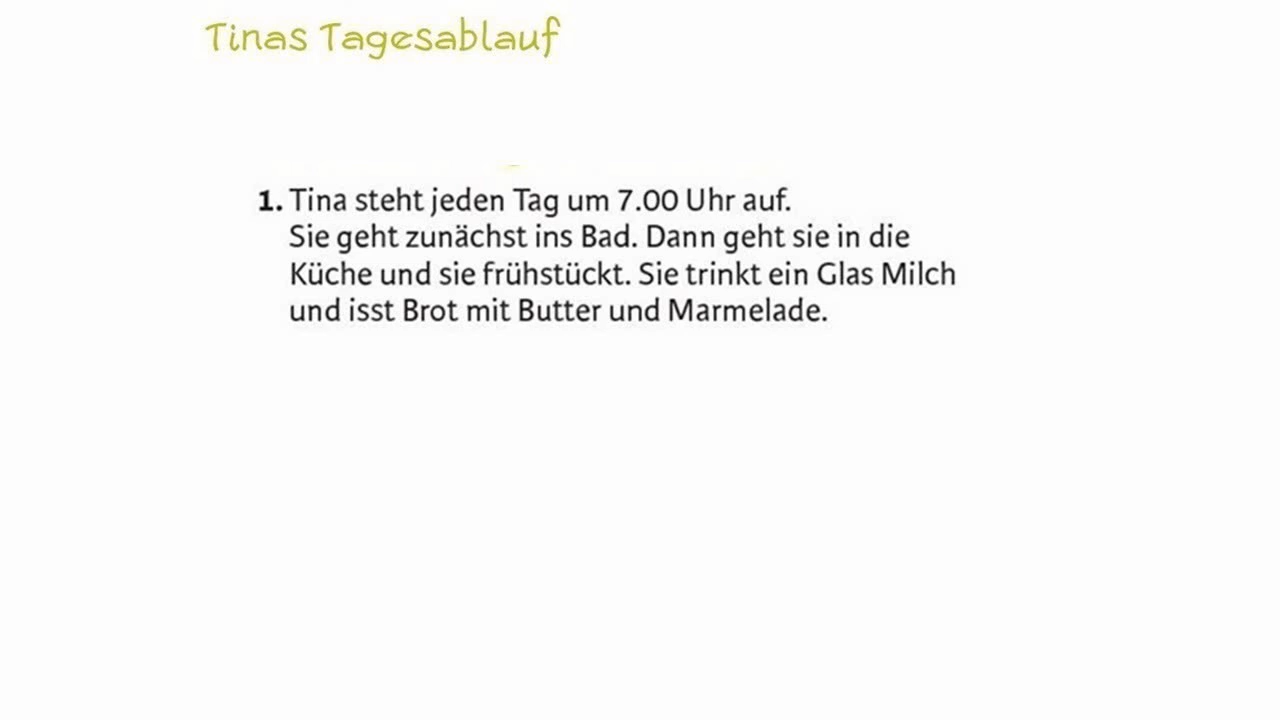 Tinas Tagesablauf
1. Tina steht jeden Tag um 7.00 Uhr auf.
Sie geht zunächst ins Bad. Dann geht sie in die
Küche und sie frühstückt. Sie trinkt ein Glas Milch
und isst Brot mit Butter und Marmelade.